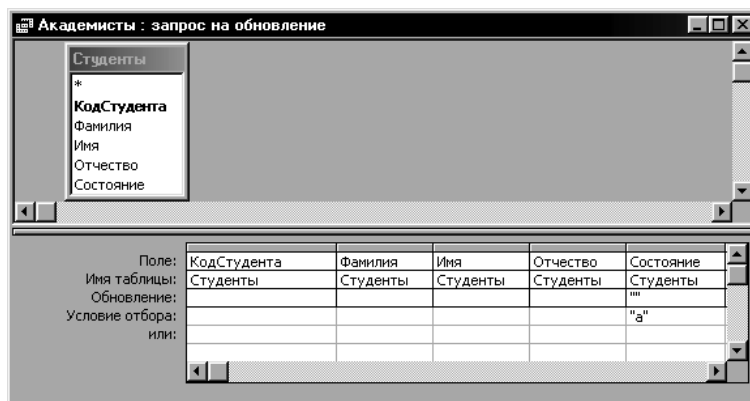 Академисты : запрос на обновление
Студенты
*
КодСтудента
Фамилия
Имя
Отчество
Состояние
Поле: КодСтудента Фамилия Имя Отчество Состояние
Имя таблицы: Студенты Студенты Студенты Студенты Студенты
Обновление: ""
Условие отбора: "а"
или: